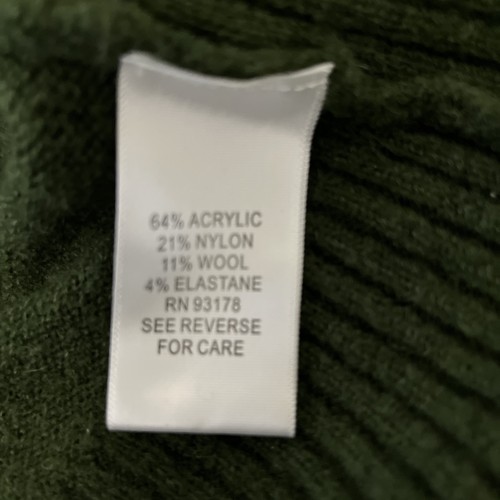 64% ACRYLIC
21% NYLON
11% WOOL
4% ELASTANE
RN 93178
SEE REVERSE
FOR CARE